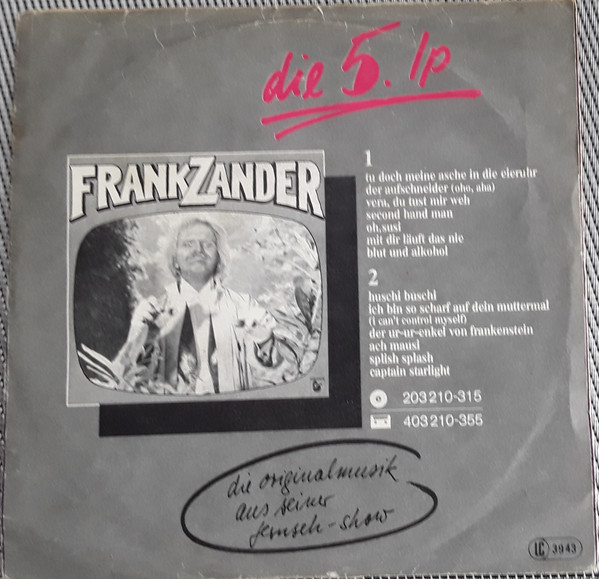 die 5. lp
FRANKZANDER
1
tu doch meine asche in die eieruhr
der aufschneider (oho, aha)
vera, du tust mir weh
second hand man
oh, susi
mit dir läuft das nie
blut und alkohol
2
huschi buschi
ich bin so scharf auf dein muttermal
(i can't control myself)
der ur-ur-enkel von frankenstein
ach mausi
splish splash
captain starlight
203 210-315
403 210-355
die originalmusik
aus seiner
fernseh-show
LC 3943